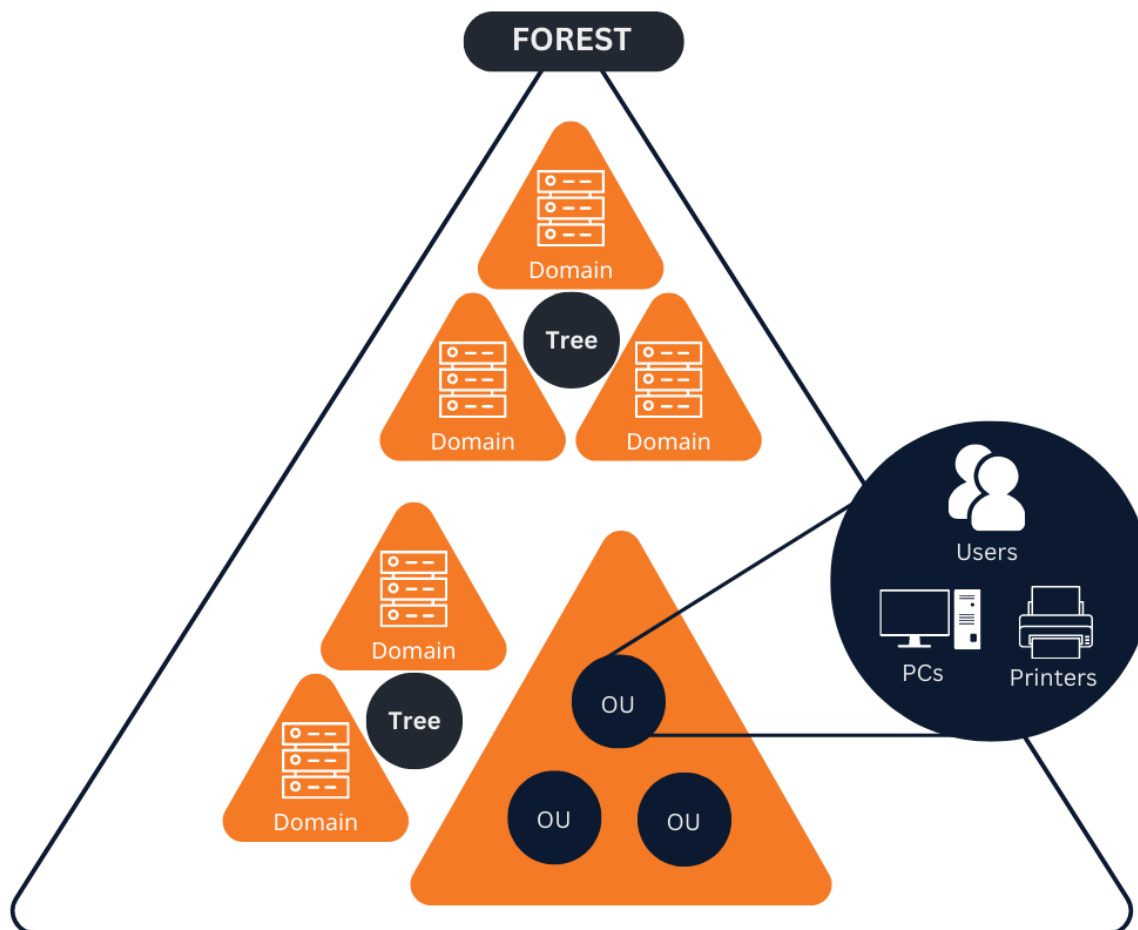 FOREST
Domain
Tree
Domain
Domain
Users
PCs
Printers
Domain
OU
Tree
Domain
OU
OU